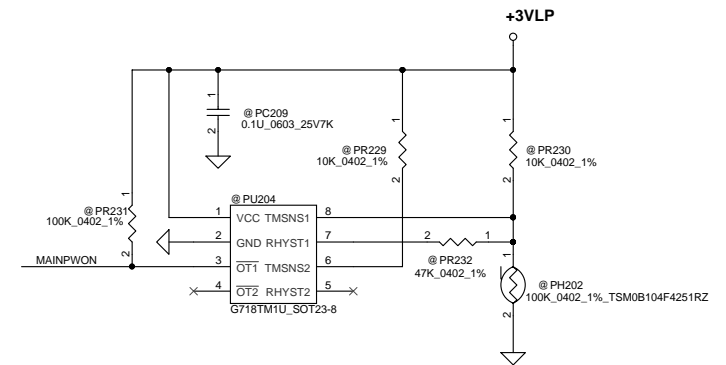 +3VLP
1
2
@ PC209
0.1U_0603_25V7K
1
2
@ PR229
10K_0402_1%
1
2
@ PR230
10K_0402_1%
1
2
@ PR231
100K_0402_1%
@ PU204
1 VCC TMSNS1 8
2 GND RHYST1 7
3 OT1 TMSNS2 6
4 OT2 RHYST2 5
G718TM1U_SOT23-8
MAINPWON
2 1
@ PR232
47K_0402_1%
1
2
@ PH202
100K_0402_1%_TSM0B104F4251RZ